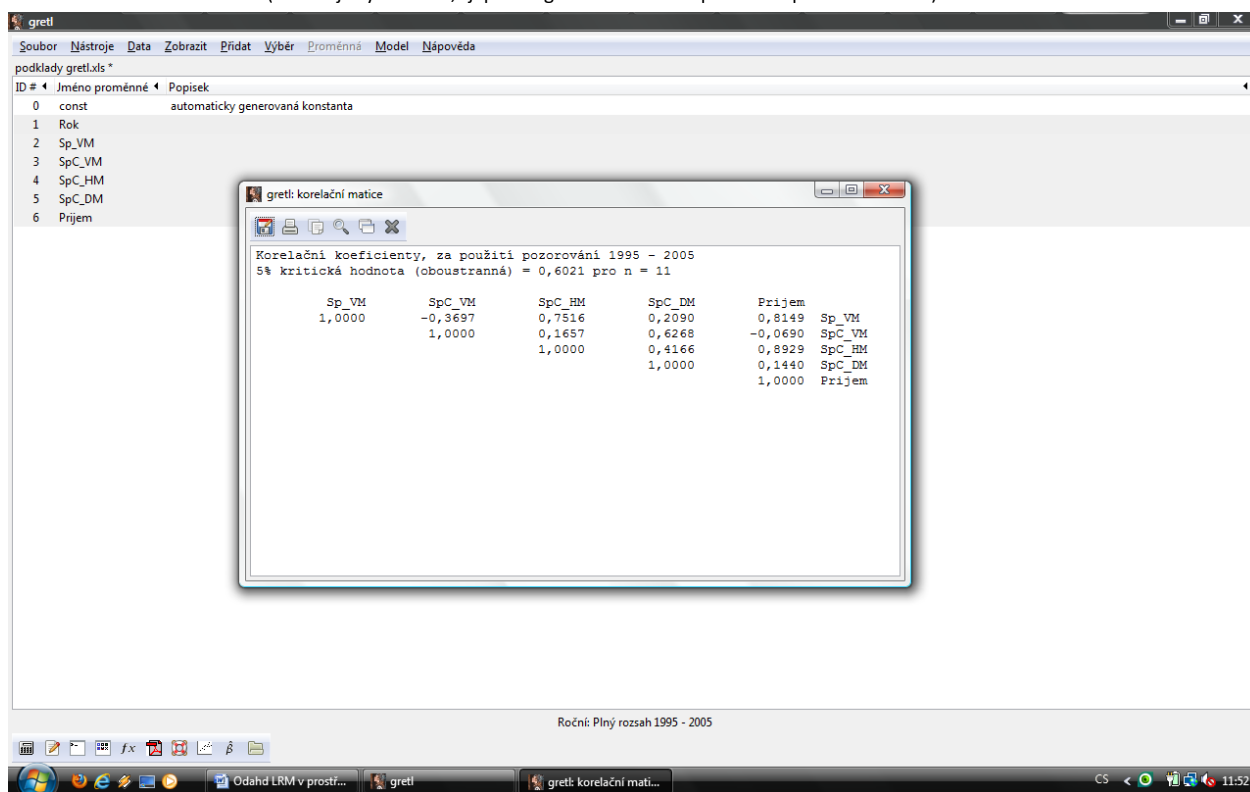 gretl
Soubor Nástroje Data Zobrazit Přidat Výběr Proměnná Model Nápověda
podklady gretl.xls *
ID # Jméno proměnné Popisek
0 const automaticky generovaná konstanta
1 Rok
2 Sp_VM
3 SpC_VM
4 SpC_HM
5 SpC_DM
6 Prijem
gretl: korelační matice
Korelační koeficienty, za použití pozorování 1995 - 2005
5% kritická hodnota (oboustranná) = 0,6021 pro n = 11
Sp_VM SpC_VM SpC_HM SpC_DM Prijem
1,0000 -0,3697 0,7516 0,2090 0,8149 Sp_VM
1,0000 0,1657 0,6268 -0,0690 SpC_VM
1,0000 0,4166 0,8929 SpC_HM
1,0000 0,1440 SpC_DM
1,0000 Prijem
Roční: Plný rozsah 1995 - 2005
fx β̂
Odahd LRM v prostř... gretl gretl: korelační mati... CS < 11:52